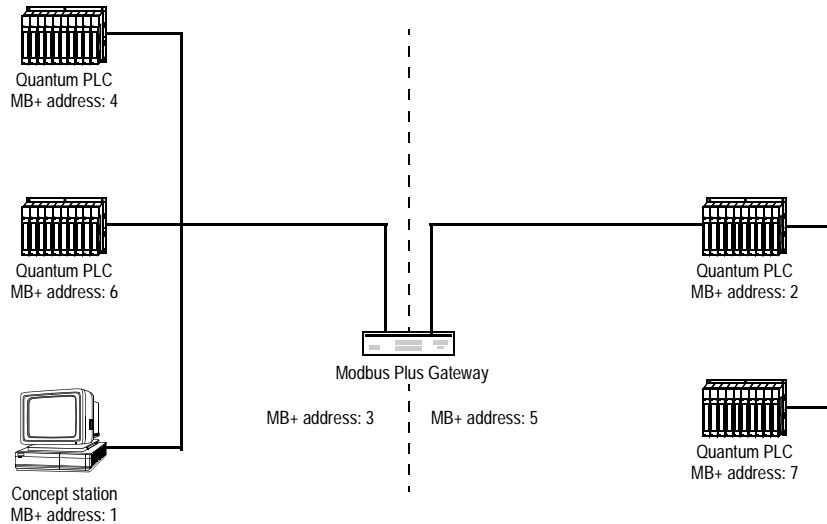 Quantum PLC
MB+ address: 4
Quantum PLC
MB+ address: 6
Quantum PLC
MB+ address: 2
Modbus Plus Gateway
MB+ address: 3
MB+ address: 5
Quantum PLC
MB+ address: 7
Concept station
MB+ address: 1